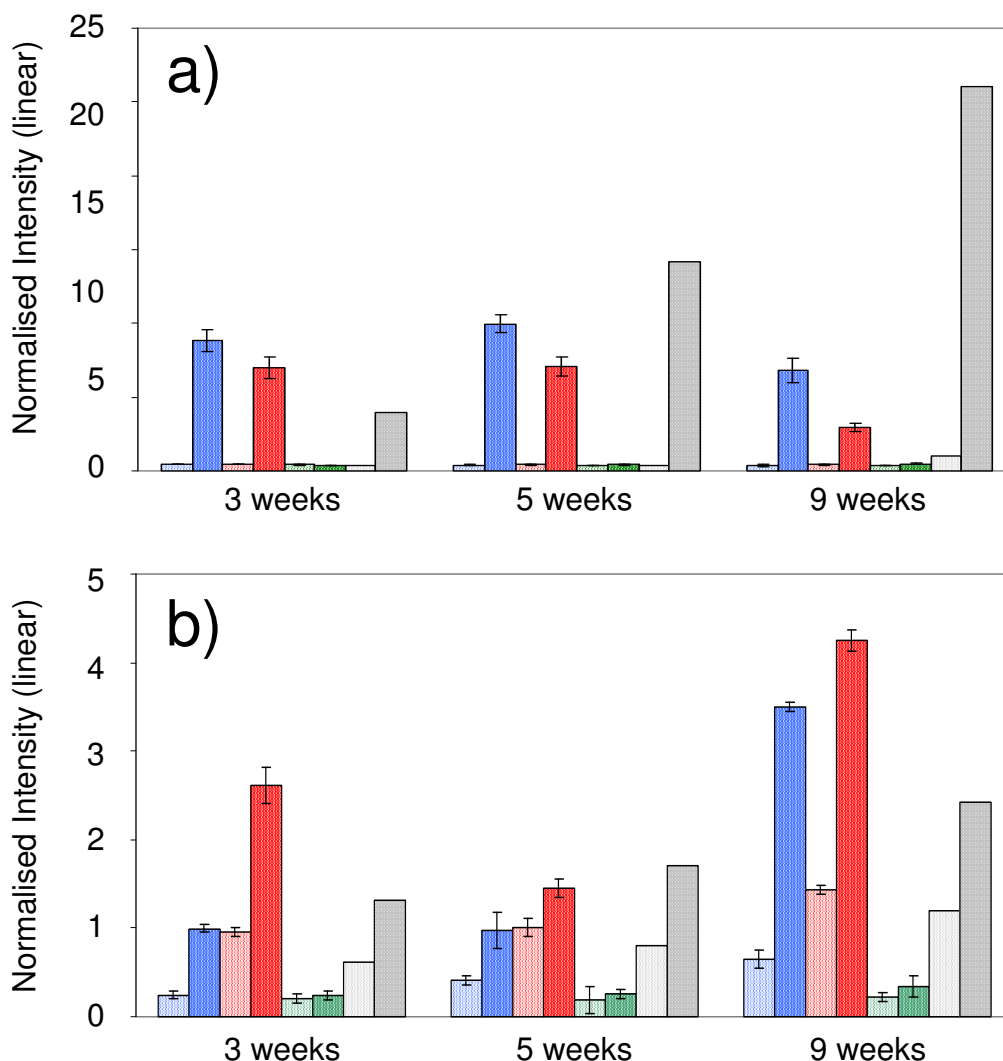 a)
Normalised Intensity (linear)
25
20
15
10
5
0
3 weeks 5 weeks 9 weeks
b)
Normalised Intensity (linear)
5
4
3
2
1
0
3 weeks 5 weeks 9 weeks